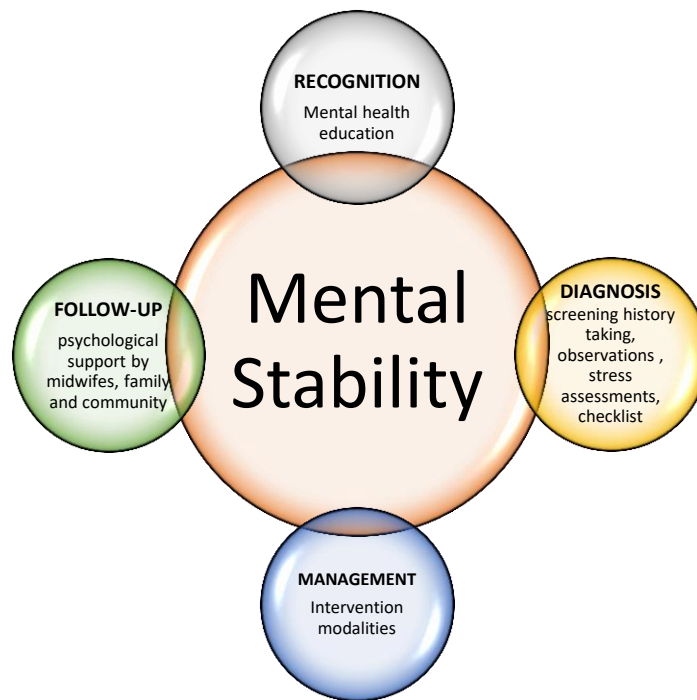 RECOGNITION
Mental health
education
Mental
Stability
FOLLOW-UP
psychological
support by
midwifes, family
and community
DIAGNOSIS
screening history
taking,
observations ,
stress
assessments,
checklist
MANAGEMENT
Intervention
modalities